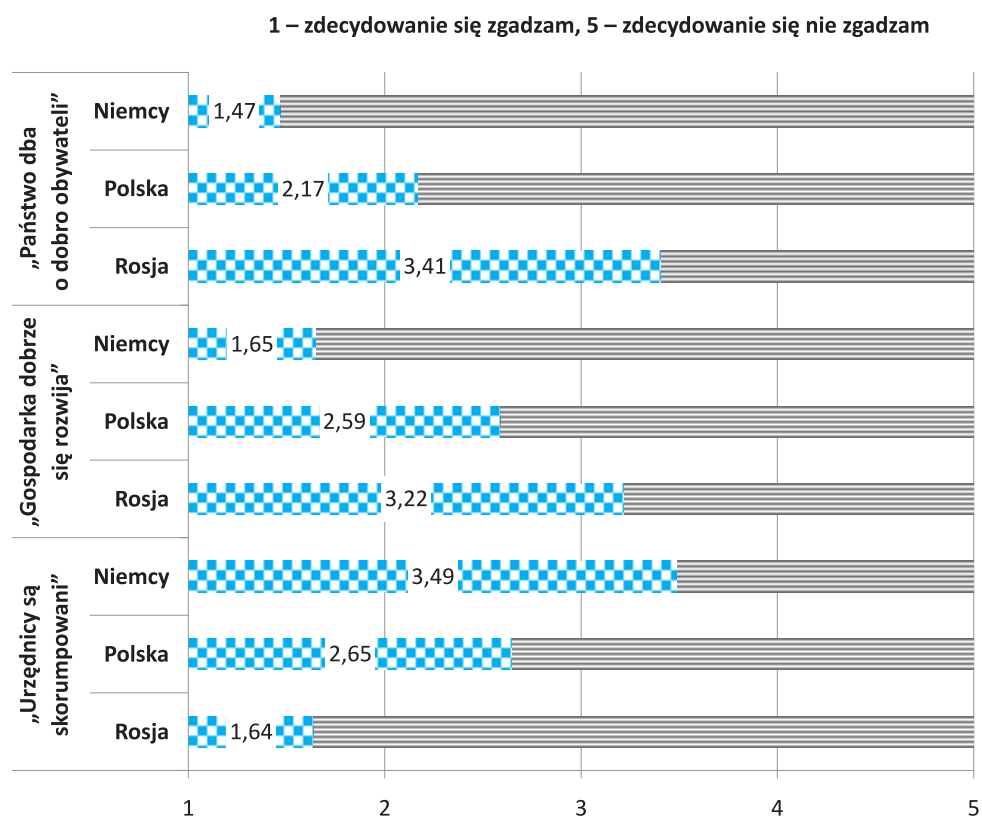 1 – zdecydowanie się zgadzam, 5 – zdecydowanie się nie zgadzam
„Państwo dba
o dobro obywateli”
Niemcy
1,47
Polska
2,17
Rosja
3,41
„Gospodarka dobrze
się rozwija”
Niemcy
1,65
Polska
2,59
Rosja
3,22
„Urzędnicy są
skorumpowani”
Niemcy
3,49
Polska
2,65
Rosja
1,64
1 2 3 4 5